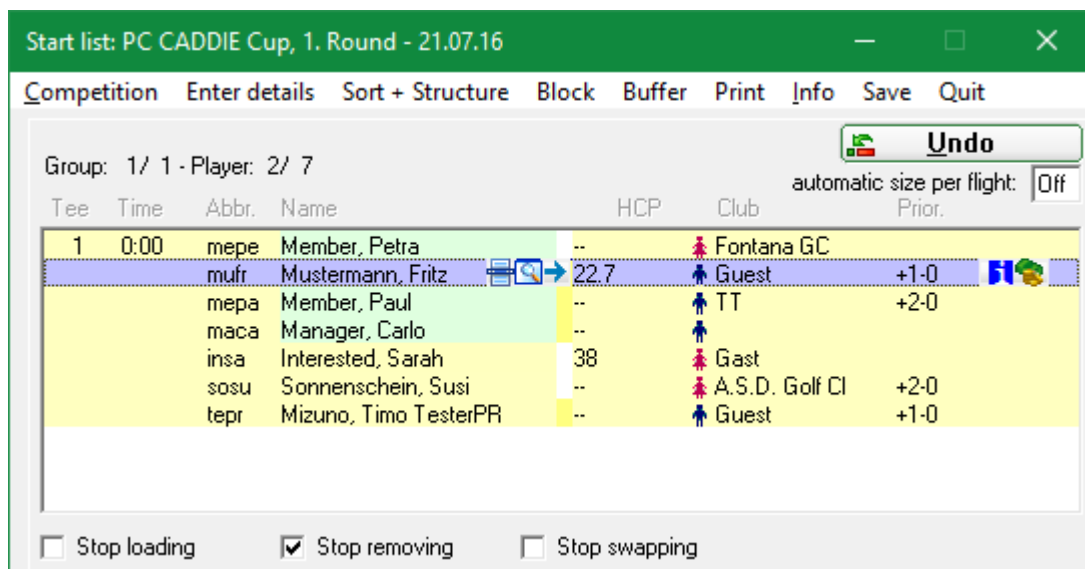 Start list: PC CADDIE Cup, 1. Round - 21.07.16
Competition Enter details Sort + Structure Block Buffer Print Info Save Quit
Undo
Group: 1/ 1 - Player: 2/ 7
automatic size per flight: Off
Tee Time Abbr. Name HCP Club Prior.
1 0:00 mepe Member, Petra -- Fontana GC
mufr Mustermann, Fritz 22.7 Guest +1-0
mepa Member, Paul -- TT +2-0
maca Manager, Carlo --
insa Interested, Sarah 38 Gast
sosu Sonnenschein, Susi -- A.S.D. Golf Cl +2-0
tepr Mizuno, Timo TesterPR -- Guest +1-0
Stop loading Stop removing Stop swapping